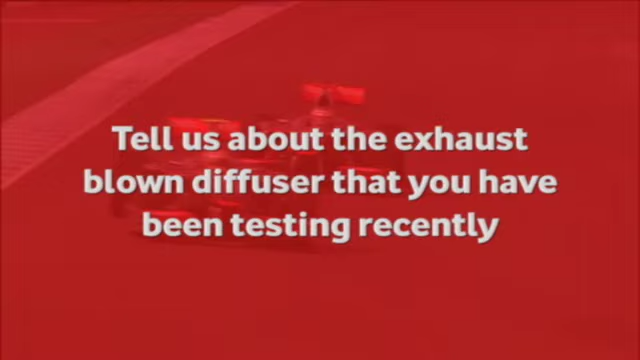 Tell us about the exhaust
blown diffuser that you have
been testing recently